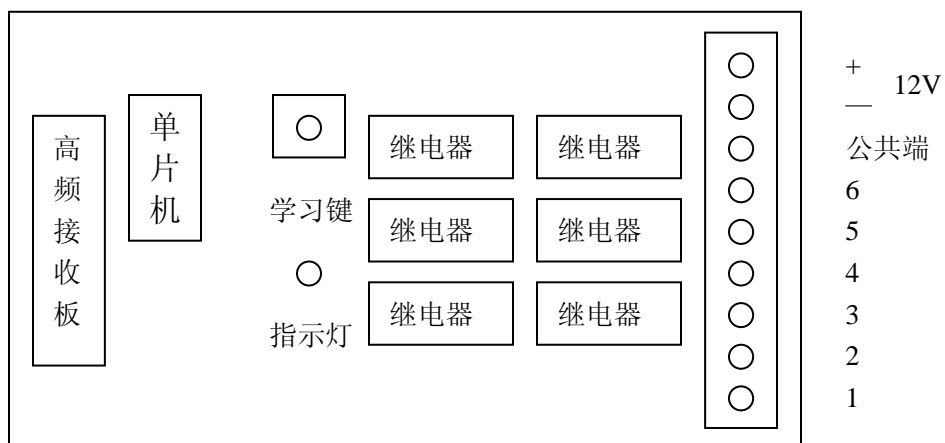 高频接收板
单片机
学习键
指示灯
继电器 继电器
继电器 继电器
继电器 继电器
+
—
12V
公共端
6
5
4
3
2
1